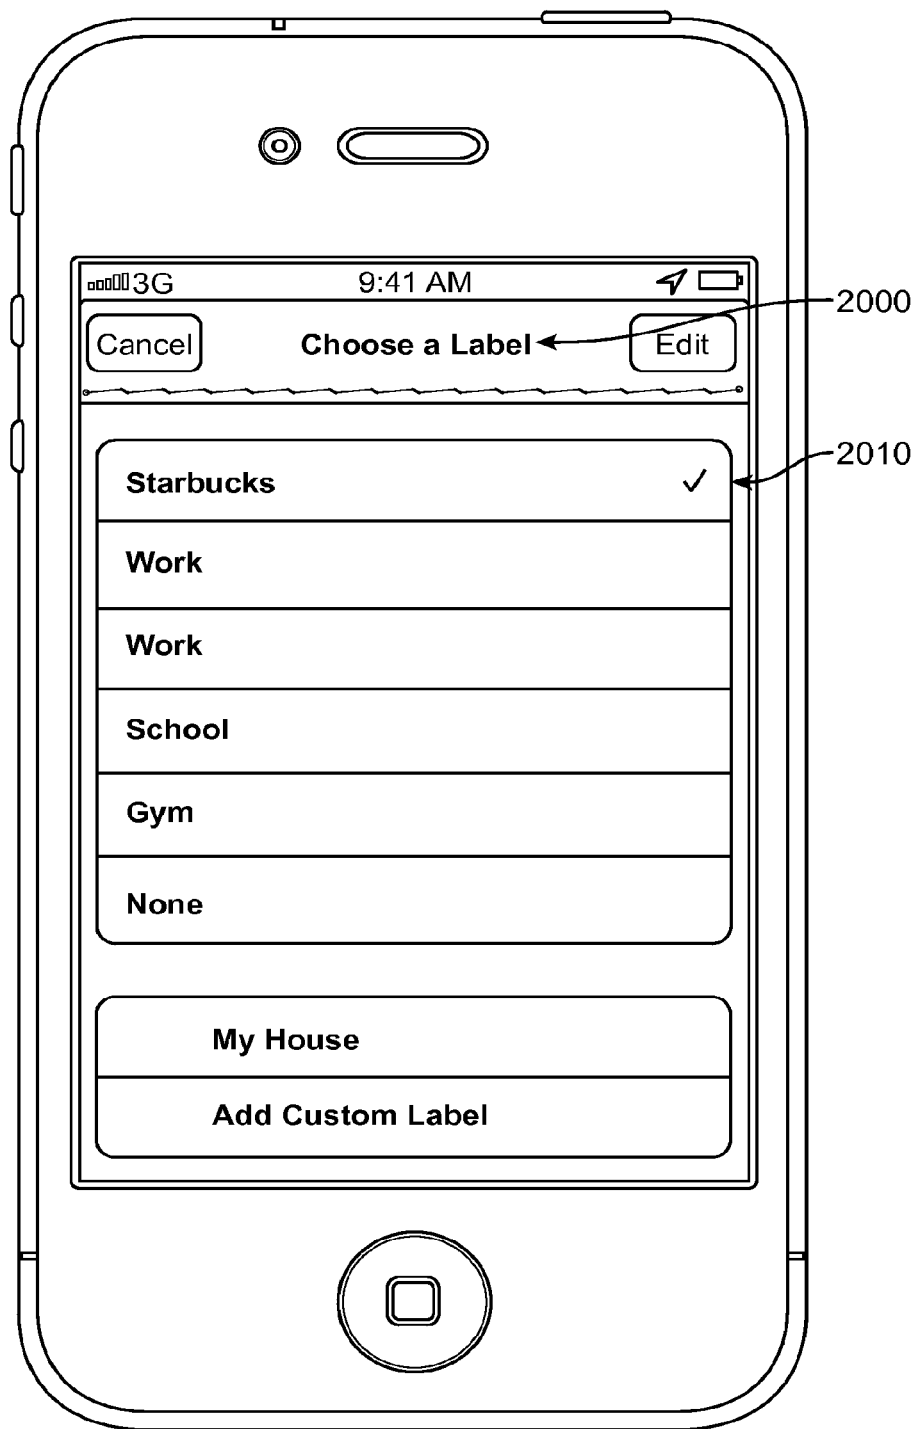 3G 9:41 AM
2000
Cancel Choose a Label Edit
2010
Starbucks
Work
Work
School
Gym
None
My House
Add Custom Label